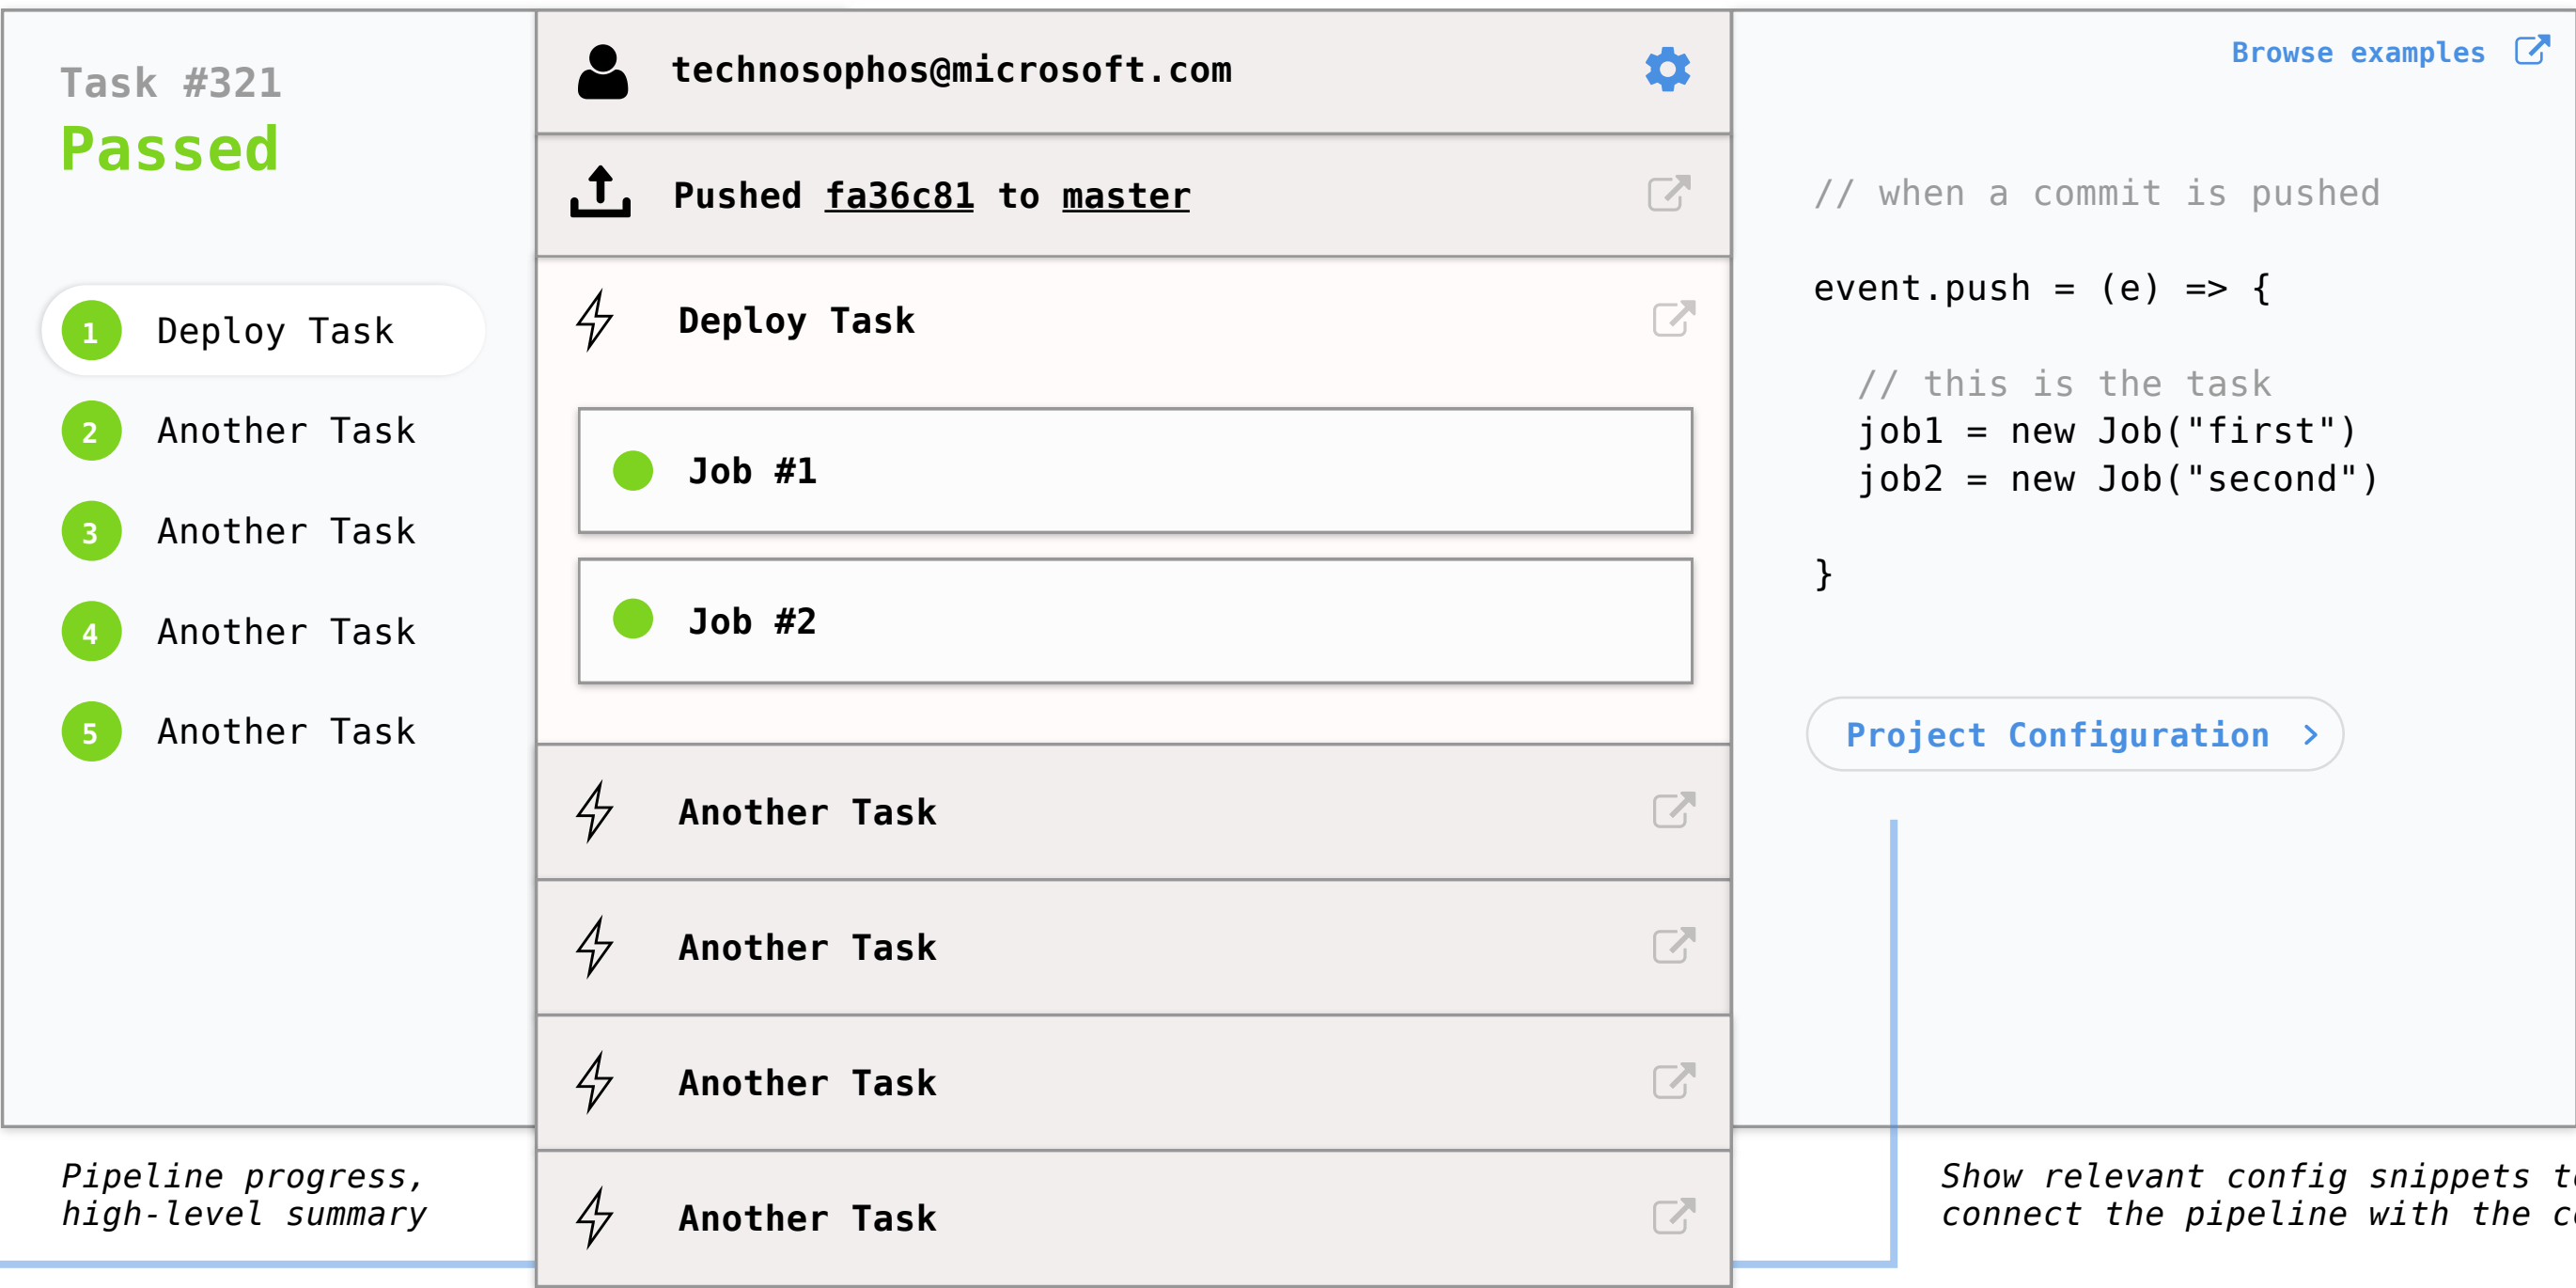 Task #321
Passed
1 Deploy Task
2 Another Task
3 Another Task
4 Another Task
5 Another Task
Pipeline progress,
high-level summary
technosophos@microsoft.com
Pushed fa36c81 to master
Deploy Task
Job #1
Job #2
Another Task
Another Task
Another Task
Another Task
Browse examples
// when a commit is pushed
event.push = (e) => {
// this is the task
job1 = new Job("first")
job2 = new Job("second")
}
Project Configuration >
Show relevant config snippets
connect the pipeline with the